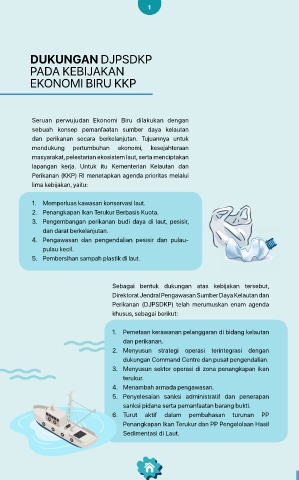 1
DUKUNGAN DJPSDKP
PADA KEBIJAKAN
EKONOMI BIRU KKP
Seruan perwujudan Ekonomi Biru dilakukan dengan
sebuah konsep pemanfaatan sumber daya kelautan
dan perikanan secara berkelanjutan. Tujuannya untuk
mendukung pertumbuhan ekonomi, kesejahteraan
masyarakat, pelestarian ekosistem laut, serta menciptakan
lapangan kerja. Untuk itu Kementerian Kelautan dan
Perikanan (KKP) RI menetapkan agenda prioritas melalui
lima kebijakan, yaitu:
1. Memperluas kawasan konservasi laut.
2. Penangkapan Ikan Terukur Berbasis Kuota.
3. Pengembangan perikanan budi daya di laut, pesisir,
dan darat berkelanjutan.
4. Pengawasan dan pengendalian pesisir dan pulau-
pulau kecil.
5. Pembersihan sampah plastik di laut.
Sebagai bentuk dukungan atas kebijakan tersebut,
Direktorat Jendral Pengawasan Sumber Daya Kelautan dan
Perikanan (DJPSDKP) telah merumuskan enam agenda
khusus, sebagai berikut:
1. Pemetaan kerawanan pelanggaran di bidang kelautan
dan perikanan.
2. Menyusun strategi operasi terintegrasi dengan
dukungan Command Centre dan pusat pengendalian.
3. Menyusun sektor operasi di zona penangkapan ikan
terukur.
4. Menambah armada pengawasan.
5. Penyelesaian sanksi administratif dan penerapan
sanksi pidana serta pemanfaatan barang bukti.
6. Turut aktif dalam pembahasan turunan PP
Penangkapan Ikan Terukur dan PP Pengelolaan Hasil
Sedimentasi di Laut.